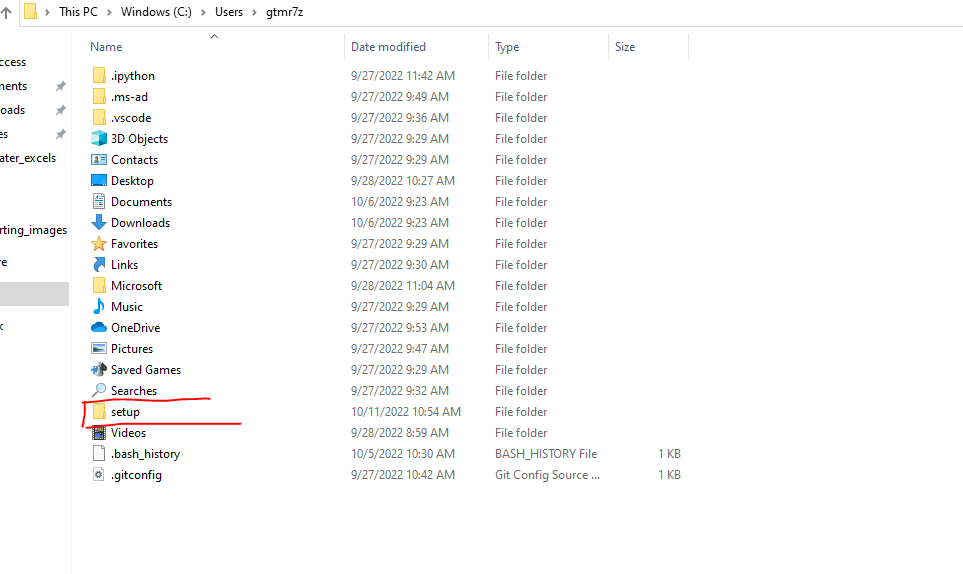 This PC > Windows (C:) > Users > gtmr7z
Name Date modified Type Size
ccess
.ipython 9/27/2022 11:42 AM File folder
ments .ms-ad 9/27/2022 9:49 AM File folder
oads .vscode 9/27/2022 9:36 AM File folder
es 3D Objects 9/27/2022 9:29 AM File folder
ater_excels Contacts 9/27/2022 9:29 AM File folder
Desktop 9/28/2022 10:27 AM File folder
Documents 10/6/2022 9:23 AM File folder
Downloads 10/6/2022 9:23 AM File folder
rting_images Favorites 9/27/2022 9:29 AM File folder
ve Links 9/27/2022 9:30 AM File folder
Microsoft 9/28/2022 11:04 AM File folder
Music 9/27/2022 9:29 AM File folder
OneDrive 9/27/2022 9:53 AM File folder
Pictures 9/27/2022 9:47 AM File folder
Saved Games 9/27/2022 9:29 AM File folder
Searches 9/27/2022 9:32 AM File folder
setup 10/11/2022 10:54 AM File folder
Videos 9/28/2022 8:59 AM File folder
.bash_history 10/5/2022 10:30 AM BASH_HISTORY File 1 KB
.gitconfig 9/27/2022 10:42 AM Git Config Source ... 1 KB